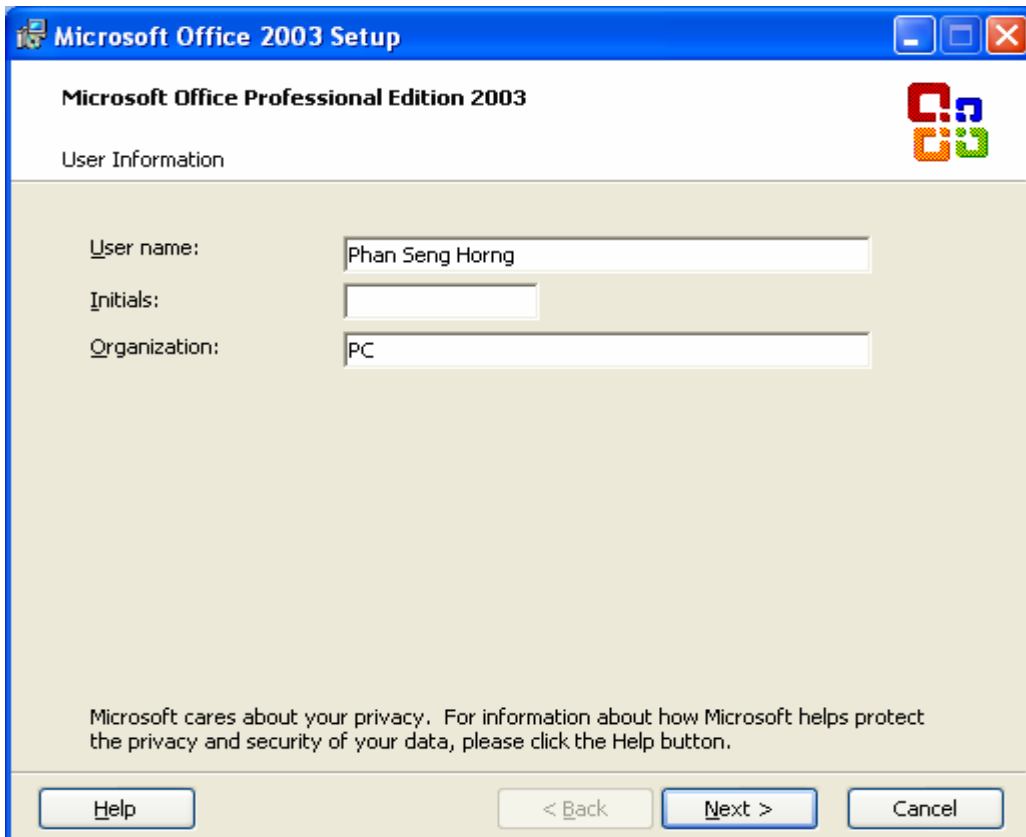 Microsoft Office 2003 Setup
Microsoft Office Professional Edition 2003
User Information
User name:
Phan Seng Horng
Initials:
Organization:
PC
Microsoft cares about your privacy.  For information about how Microsoft helps protect
the privacy and security of your data, please click the Help button.
Help
< Back
Next >
Cancel